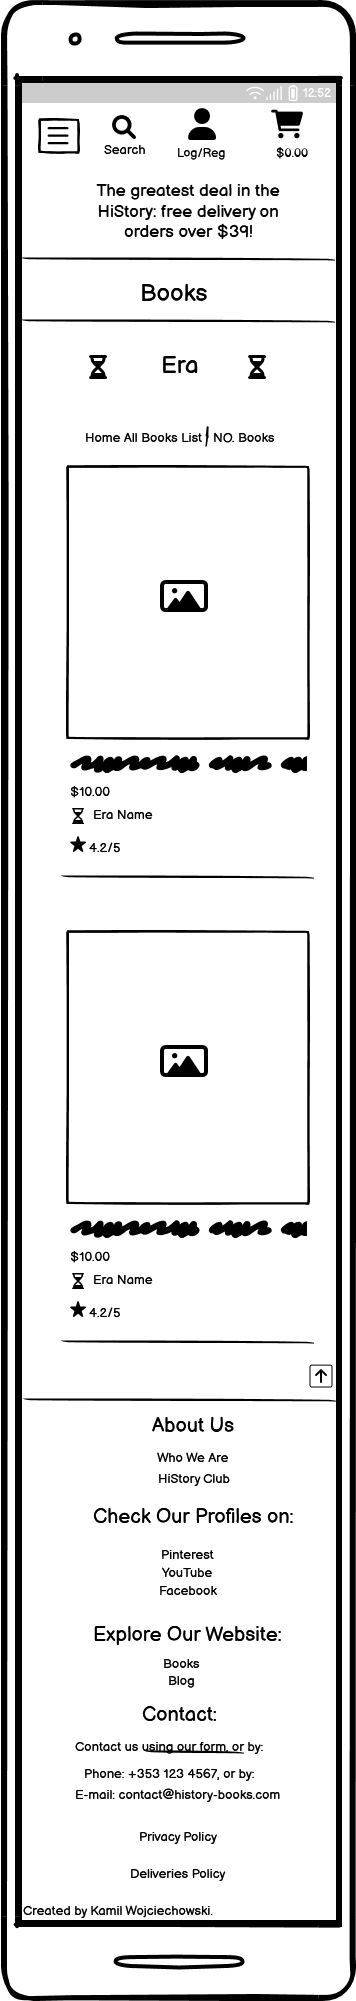 12:52
Search
Log/Reg
$0.00
The greatest deal in the
HiStory: free delivery on
orders over $39!
Books
Era
Home All Books List | NO. Books
$10.00
Era Name
4.2/5
$10.00
Era Name
4.2/5
About Us
Who We Are
HiStory Club
Check Our Profiles on:
Pinterest
YouTube
Facebook
Explore Our Website:
Books
Blog
Contact:
Contact us using our form, or by:
Phone: +353 123 4567, or by:
E-mail: contact@history-books.com
Privacy Policy
Deliveries Policy
Created by Kamil Wojciechowski.